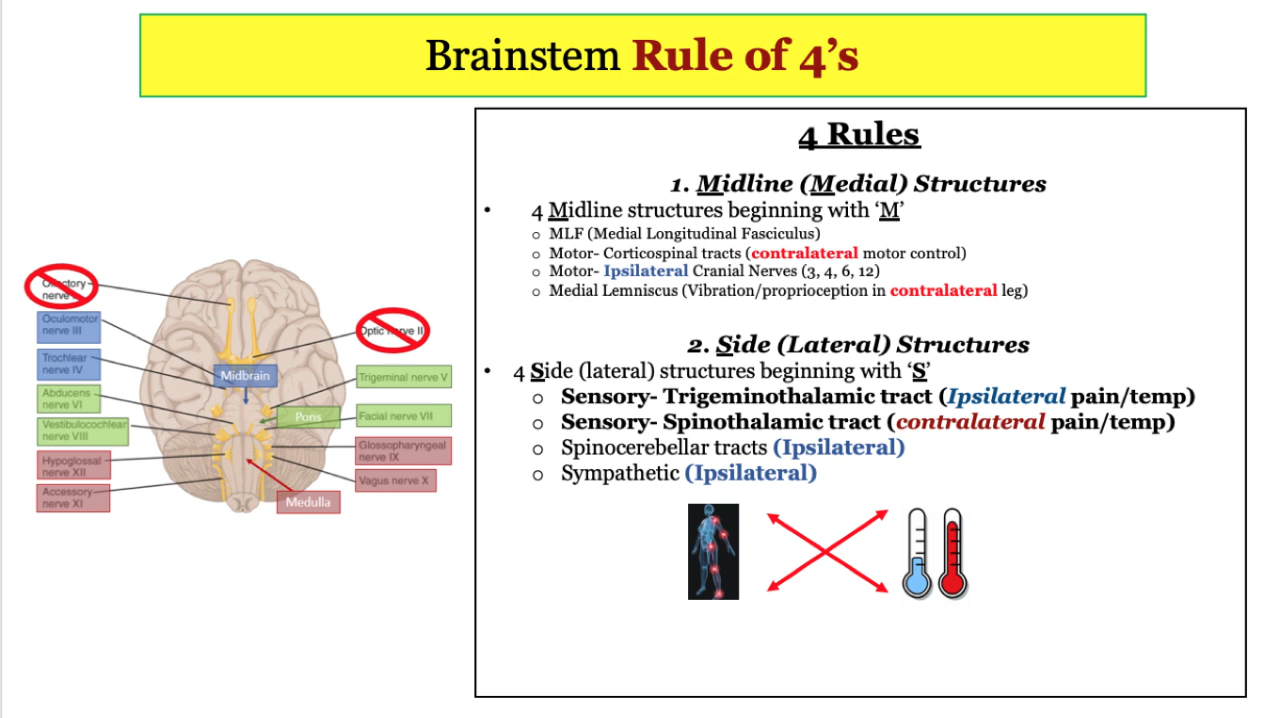 Brainstem Rule of 4's
4 Rules
1. Midline (Medial) Structures
• 4 Midline structures beginning with 'M'
o MLF (Medial Longitudinal Fasciculus)
o Motor- Corticospinal tracts (contralateral motor control)
o Motor- Ipsilateral Cranial Nerves (3, 4, 6, 12)
o Medial Lemniscus (Vibration/proprioception in contralateral leg)
2. Side (Lateral) Structures
• 4 Side (lateral) structures beginning with 'S'
o Sensory- Trigeminothalamic tract (Ipsilateral pain/temp)
o Sensory- Spinothalamic tract (contralateral pain/temp)
o Spinocerebellar tracts (Ipsilateral)
o Sympathetic (Ipsilateral)
Olfactory
nerve
Oculomotor
nerve III
Trochlear
nerve IV
Abducens
nerve VI
Vestibulocochlear
nerve VIII
Hypoglossal
nerve XII
Accessory
nerve XI
Optic nerve II
Midbrain
Trigeminal nerve V
Pons
Facial nerve VII
Glossopharyngeal
nerve IX
Vagus nerve X
Medulla